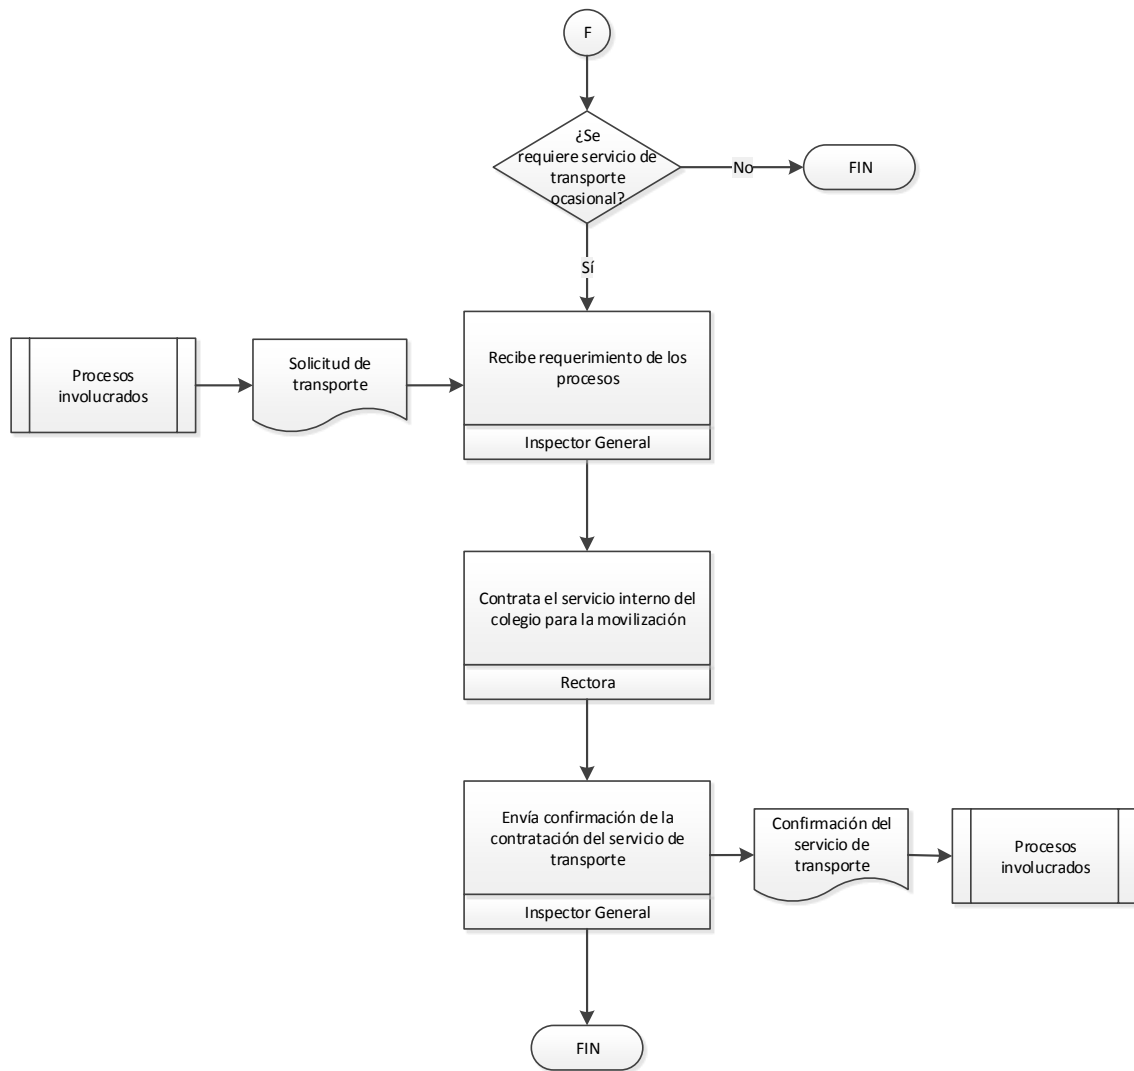 F
¿Se
requiere servicio de
transporte
ocasional?
No
FIN
Sí
Procesos
involucrados
Solicitud de
transporte
Recibe requerimiento de los
procesos
Inspector General
Contrata el servicio interno del
colegio para la movilización
Rectora
Envía confirmación de la
contratación del servicio de
transporte
Inspector General
Confirmación del
servicio de
transporte
Procesos
involucrados
FIN